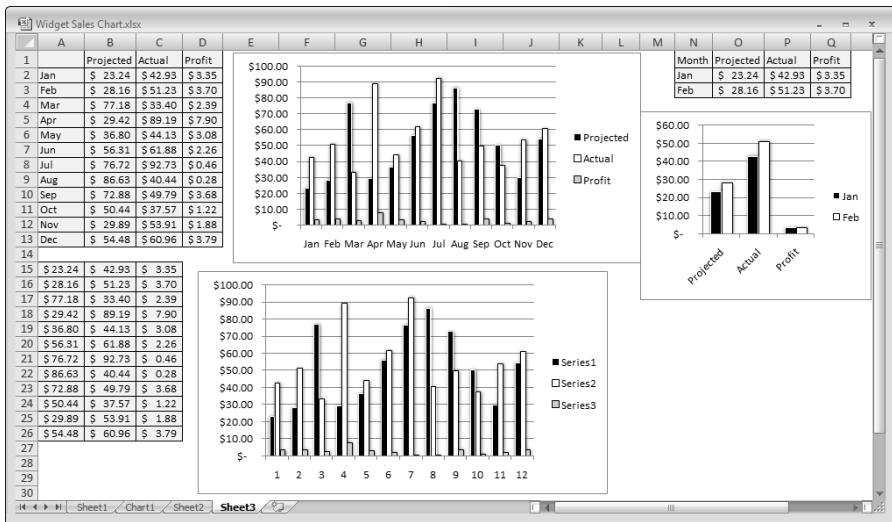 Widget Sales Chart.xlsx
A B C D E F G H I J K L M N O P Q
1 Projected Actual Profit
2 Jan $ 23.24 $ 42.93 $ 3.35
3 Feb $ 28.16 $ 51.23 $ 3.70
4 Mar $ 77.18 $ 33.40 $ 2.39
5 Apr $ 29.42 $ 89.19 $ 7.90
6 May $ 36.80 $ 44.13 $ 3.08
7 Jun $ 56.31 $ 61.88 $ 2.26
8 Jul $ 76.72 $ 92.73 $ 0.46
9 Aug $ 86.63 $ 40.44 $ 0.28
10 Sep $ 72.88 $ 49.79 $ 3.68
11 Oct $ 50.44 $ 37.57 $ 1.22
12 Nov $ 29.89 $ 53.91 $ 1.88
13 Dec $ 54.48 $ 60.96 $ 3.79
14
15 $ 23.24 $ 42.93 $ 3.35
16 $ 28.16 $ 51.23 $ 3.70
17 $ 77.18 $ 33.40 $ 2.39
18 $ 29.42 $ 89.19 $ 7.90
19 $ 36.80 $ 44.13 $ 3.08
20 $ 56.31 $ 61.88 $ 2.26
21 $ 76.72 $ 92.73 $ 0.46
22 $ 86.63 $ 40.44 $ 0.28
23 $ 72.88 $ 49.79 $ 3.68
24 $ 50.44 $ 37.57 $ 1.22
25 $ 29.89 $ 53.91 $ 1.88
26 $ 54.48 $ 60.96 $ 3.79
27
28
29
30
$100.00
$90.00
$80.00
$70.00
$60.00
$50.00
$40.00
$30.00
$20.00
$10.00
$-
Jan Feb Mar Apr May Jun Jul Aug Sep Oct Nov Dec
Projected
Actual
Profit
Month Projected Actual Profit
Jan $ 23.24 $ 42.93 $ 3.35
Feb $ 28.16 $ 51.23 $ 3.70
$60.00
$50.00
$40.00
$30.00
$20.00
$10.00
$-
Projected Actual Profit
Jan
Feb
$100.00
$90.00
$80.00
$70.00
$60.00
$50.00
$40.00
$30.00
$20.00
$10.00
$-
1 2 3 4 5 6 7 8 9 10 11 12
Series1
Series2
Series3
Sheet1 Chart1 Sheet2 Sheet3